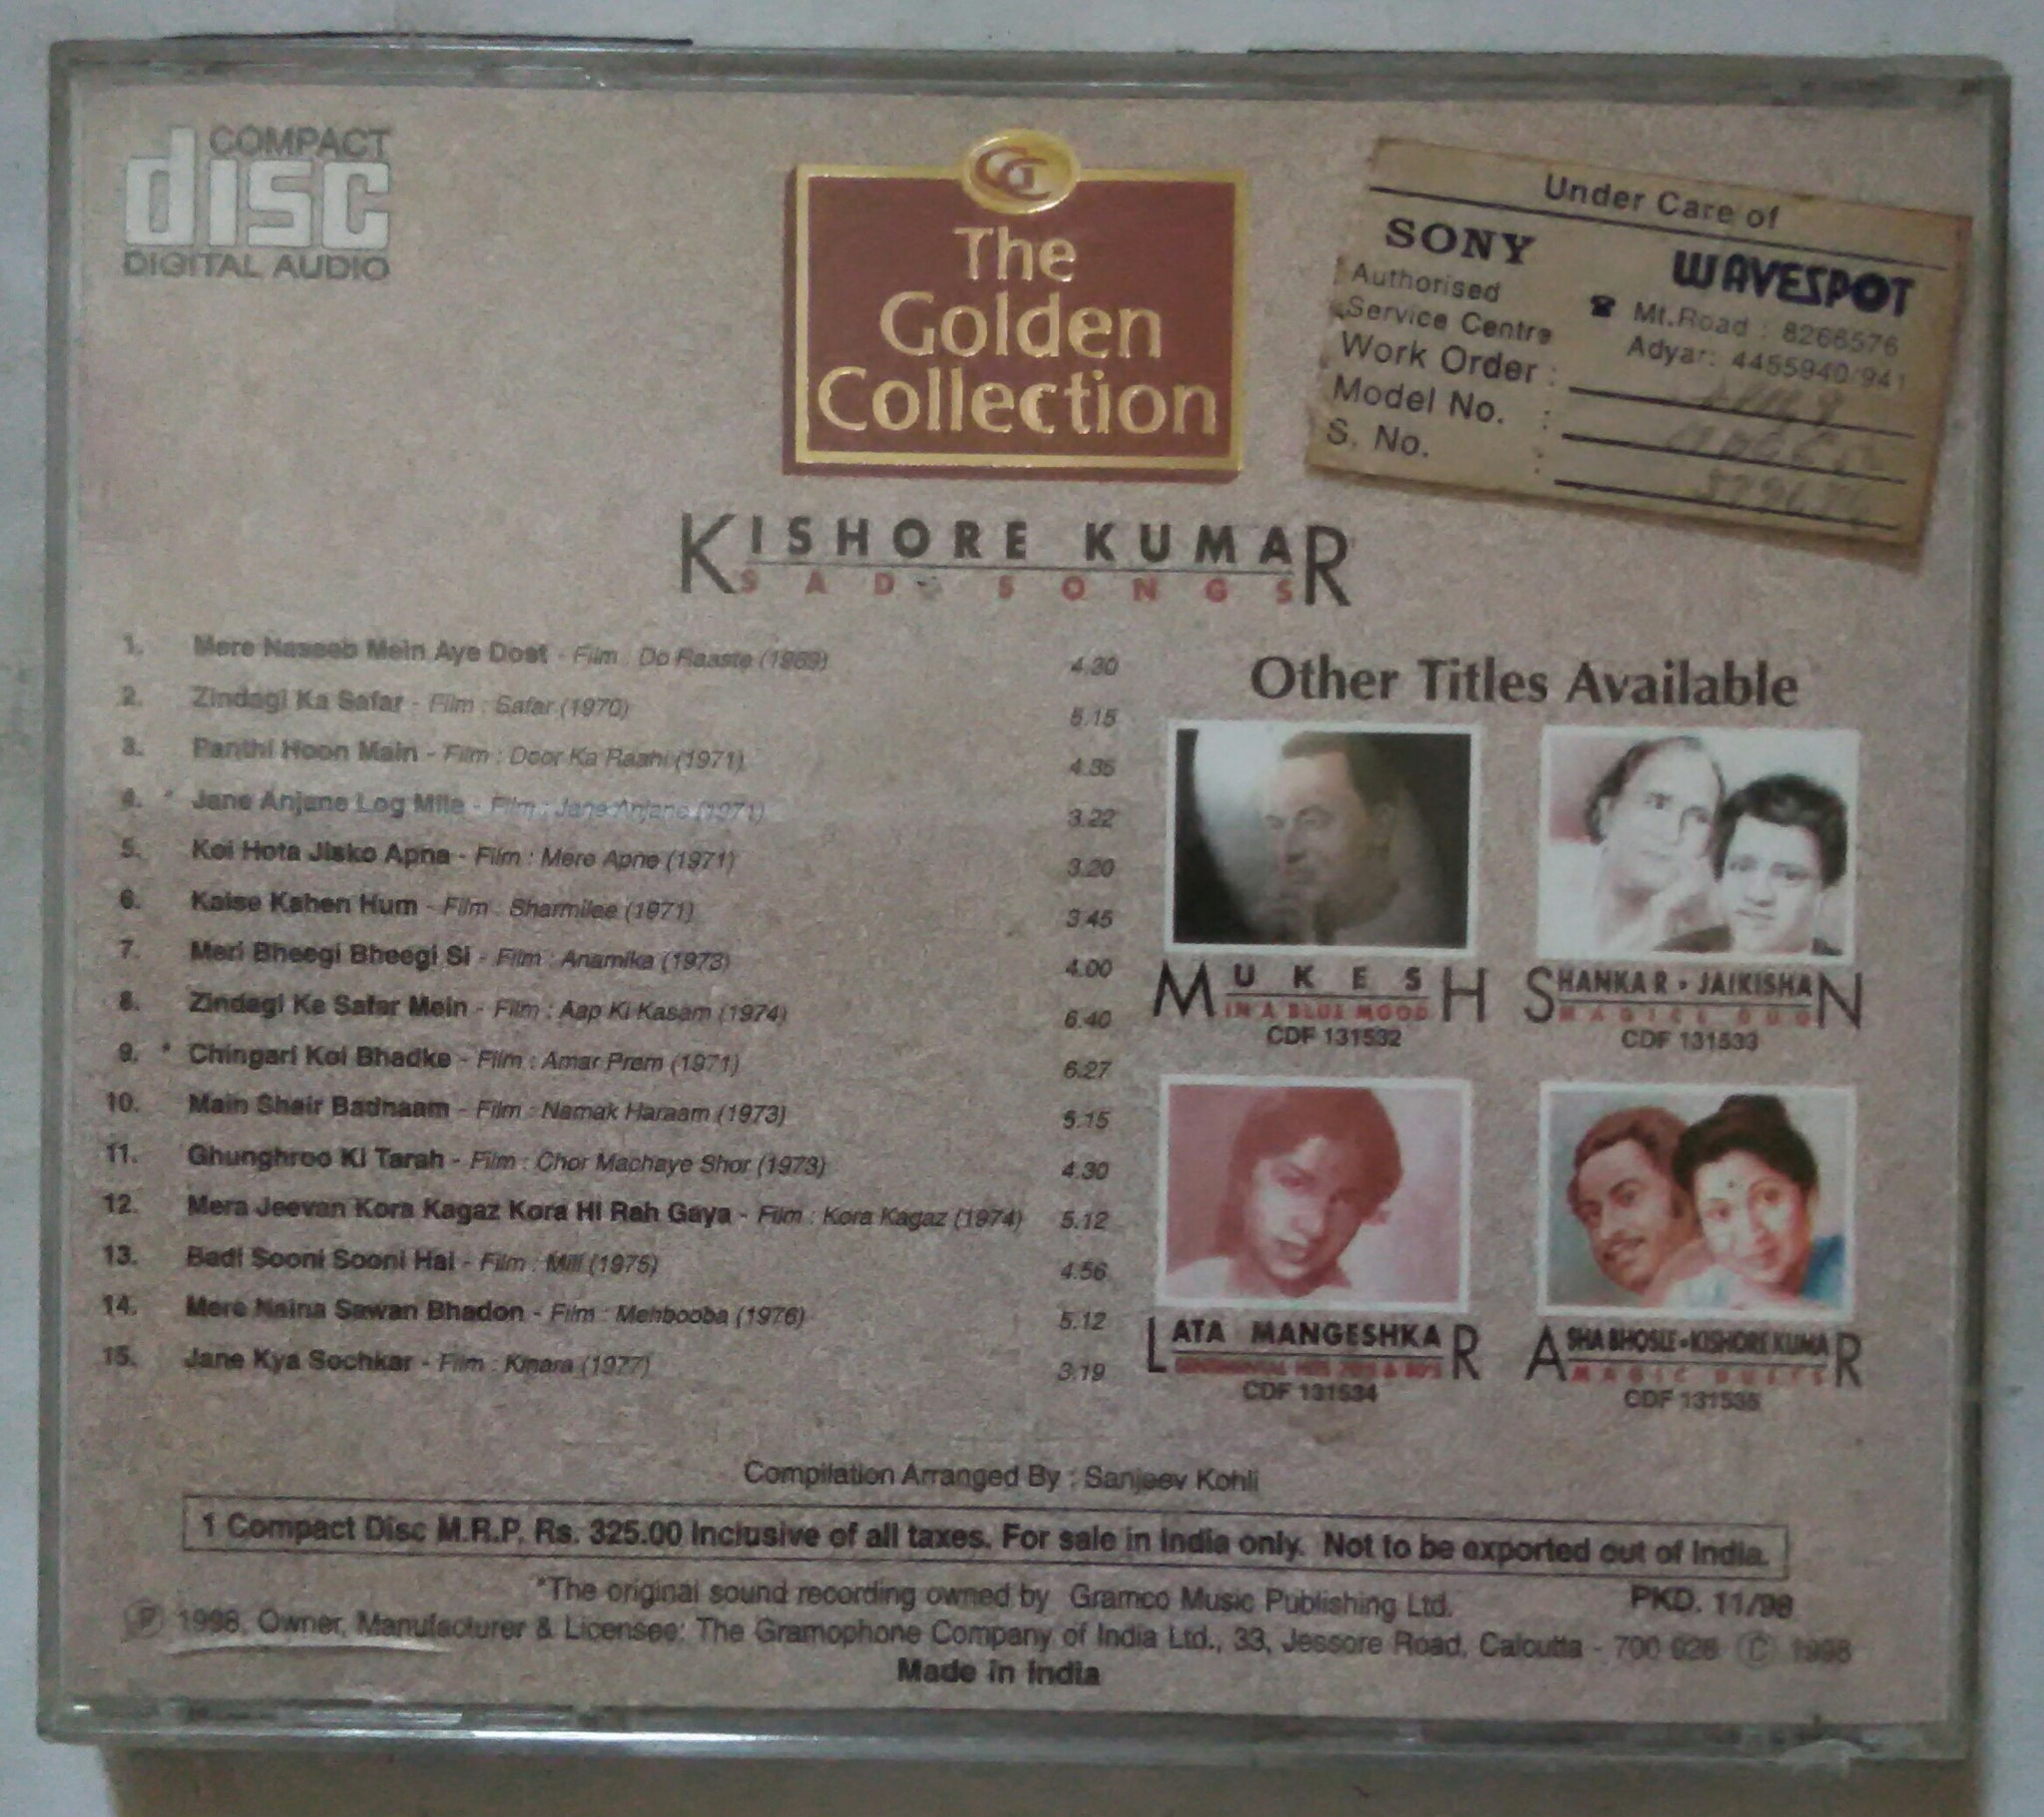 COMPACT
disc
DIGITAL AUDIO
GC
The
Golden
Collection
Under Care of
SONY
WAVESPOT
Authorised
Service Centre
☎ Mt.Road : 8266576
Adyar: 4455940/941
Work Order :
Model No. :
S. No. :
KISHORE KUMAR
SAD SONGS
1. Mere Naseeb Mein Aye Dost - Film : Do Raaste (1969) 4.30
2. Zindagi Ka Safar - Film : Safar (1970) 5.15
3. Panthi Hoon Main - Film : Door Ka Raahi (1971) 4.35
4. * Jane Anjane Log Mile - Film : Jane Anjane (1971) 3.22
5. Koi Hota Jisko Apna - Film : Mere Apne (1971) 3.20
6. Kaise Kahen Hum - Film : Sharmilee (1971) 3.45
7. Meri Bheegi Bheegi Si - Film : Anamika (1973) 4.00
8. Zindagi Ke Safar Mein - Film : Aap Ki Kasam (1974) 6.40
9. * Chingari Koi Bhadke - Film : Amar Prem (1971) 6.27
10. Main Shair Badnaam - Film : Namak Haraam (1973) 5.15
11. Ghunghroo Ki Tarah - Film : Chor Machaye Shor (1973) 4.30
12. Mera Jeevan Kora Kagaz Kora Hi Rah Gaya - Film : Kora Kagaz (1974) 5.12
13. Badi Sooni Sooni Hai - Film : Mili (1975) 4.56
14. Mere Naina Sawan Bhadon - Film : Mehbooba (1976) 5.12
15. Jane Kya Sochkar - Film : Kinara (1977) 3.19
Other Titles Available
MUKESH
IN A BLUE MOOD
CDF 131532
SHANKAR - JAIKISHAN
CDF 131533
LATA MANGESHKAR
CDF 131534
ASHA BHOSLE - KISHORE KUMAR
MAGIC DUETS
CDF 131535
Compilation Arranged By : Sanjeev Kohli
1 Compact Disc M.R.P. Rs. 325.00 Inclusive of all taxes. For sale in India only. Not to be exported out of India.
*The original sound recording owned by Gramco Music Publishing Ltd. PKD. 11/98
Ⓟ 1998. Owner, Manufacturer & Licensee: The Gramophone Company of India Ltd., 33, Jessore Road, Calcutta - 700 028 © 1998
Made in India